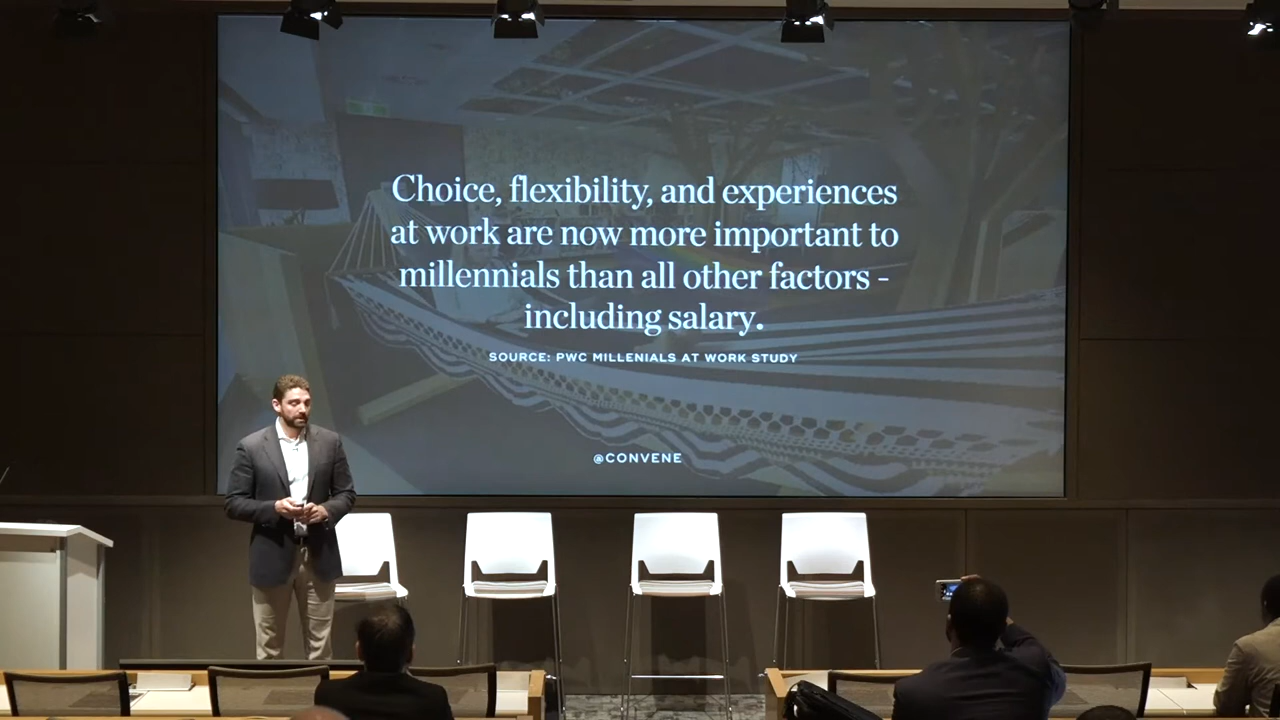 Choice, flexibility, and experiences
at work are now more important to
millennials than all other factors -
including salary.
SOURCE: PWC MILLENIALS AT WORK STUDY
@CONVENE